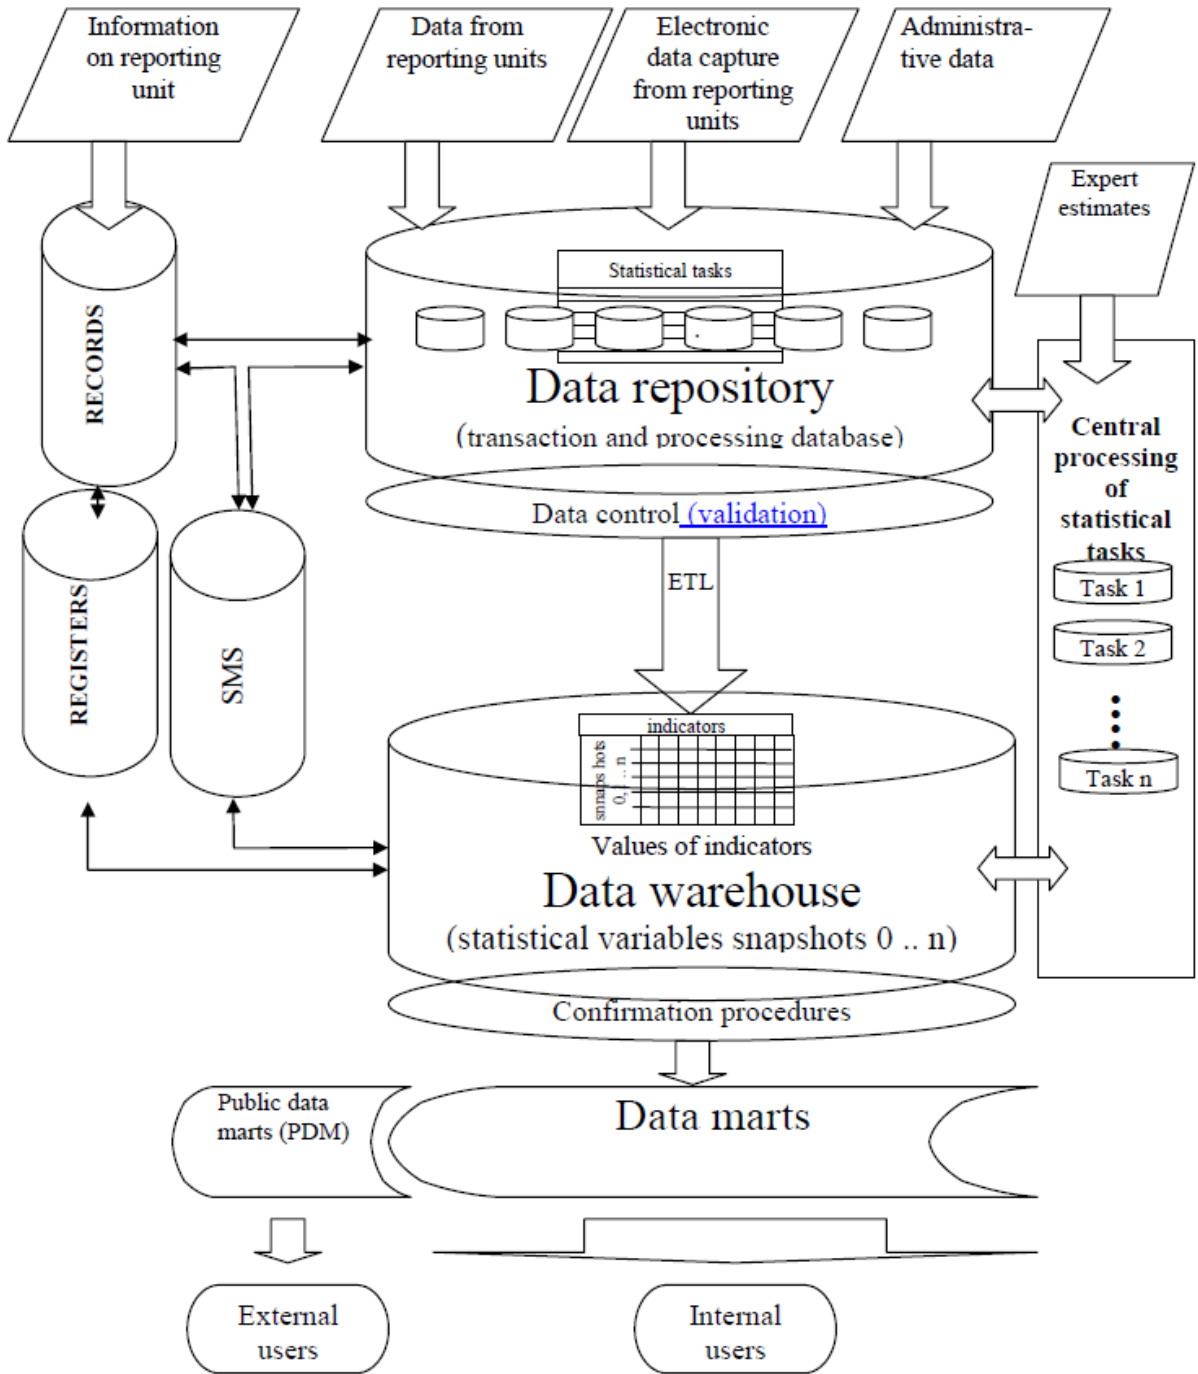 Information
on reporting
unit
Data from
reporting units
Electronic
data capture
from reporting
units
Administra-
tive data
Expert
estimates
Statistical tasks
RECORDS
Data repository
(transaction and processing database)
Central
processing
of
statistical
tasks
Data control (validation)
ETL
Task 1
Task 2
Task n
REGISTERS
SMS
indicators
snnaps hots
0, 1 .. n
Values of indicators
Data warehouse
(statistical variables snapshots 0 .. n)
Confirmation procedures
Public data
marts (PDM)
Data marts
External
users
Internal
users